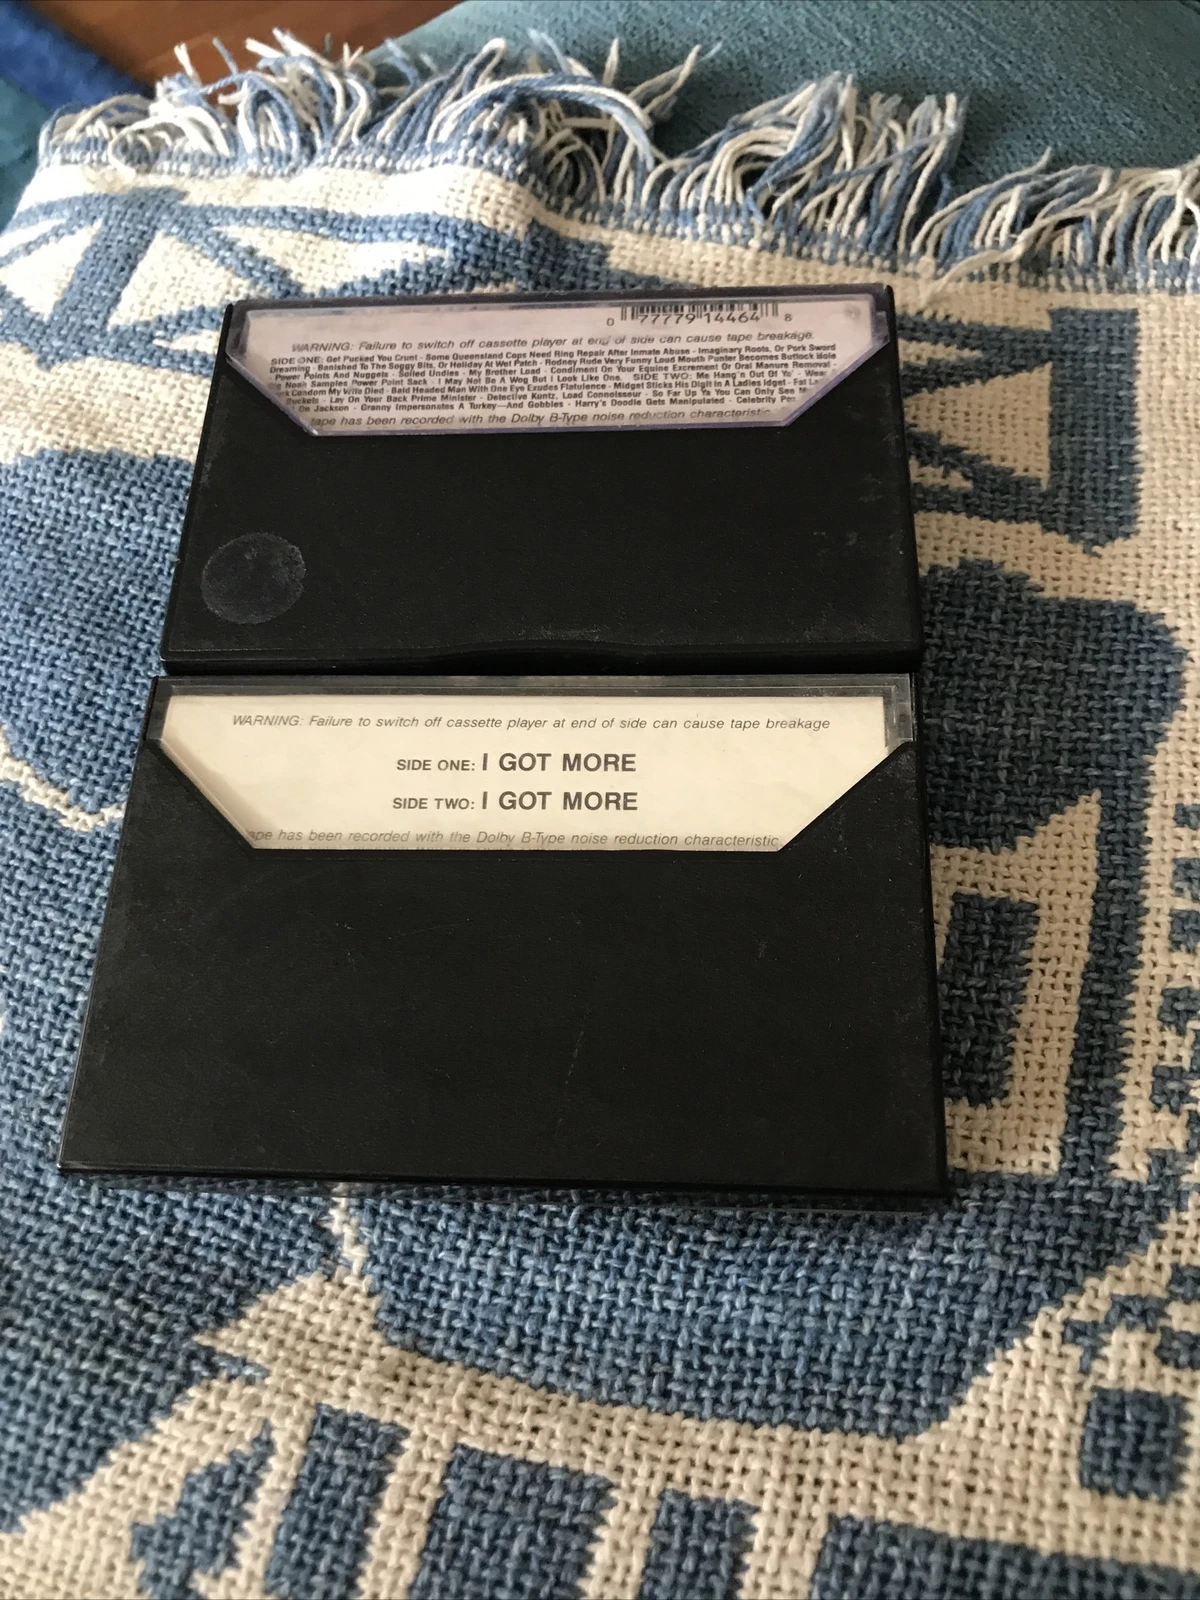 0 77779 14464 8
WARNING: Failure to switch off cassette player at end of side can cause tape breakage.
SIDE ONE: Get Pucked You Crunt - Some Queensland Cops Need Ring Repair After Inmate Abuse - Imaginary Roots, Or Pork Sword
Dreaming - Banished To The Soggy Bits, Or Holiday At Wet Patch - Rodney Rude Very Funny Loud Mouth Punter Becomes Buttock Hole
Power Points And Nuggets - Soiled Undies - My Brother Load - Condiment On Your Equine Excrement Or Oral Manure Removal -
Noah Samples Power Point Sack - I May Not Be A Wog But I Look Like One. SIDE TWO: Me Hang'n Out Of Ya' - Wear
Condom My Wife Died - Bald Headed Man With One Eye Exudes Flatulence - Midget Sticks His Digit In A Ladies Idget - Fat
- Lay On Your Back Prime Minister - Detective Kuntz, Load Connoisseur - So Far Up Ya You Can Only See
On Jackson - Granny Impersonates A Turkey—And Gobbles - Harry's Doodle Gets Manipulated - Celebrity
tape has been recorded with the Dolby B-Type noise reduction characteristic
WARNING: Failure to switch off cassette player at end of side can cause tape breakage
SIDE ONE: I GOT MORE
SIDE TWO: I GOT MORE
ape has been recorded with the Dolby B-Type noise reduction characteristic.